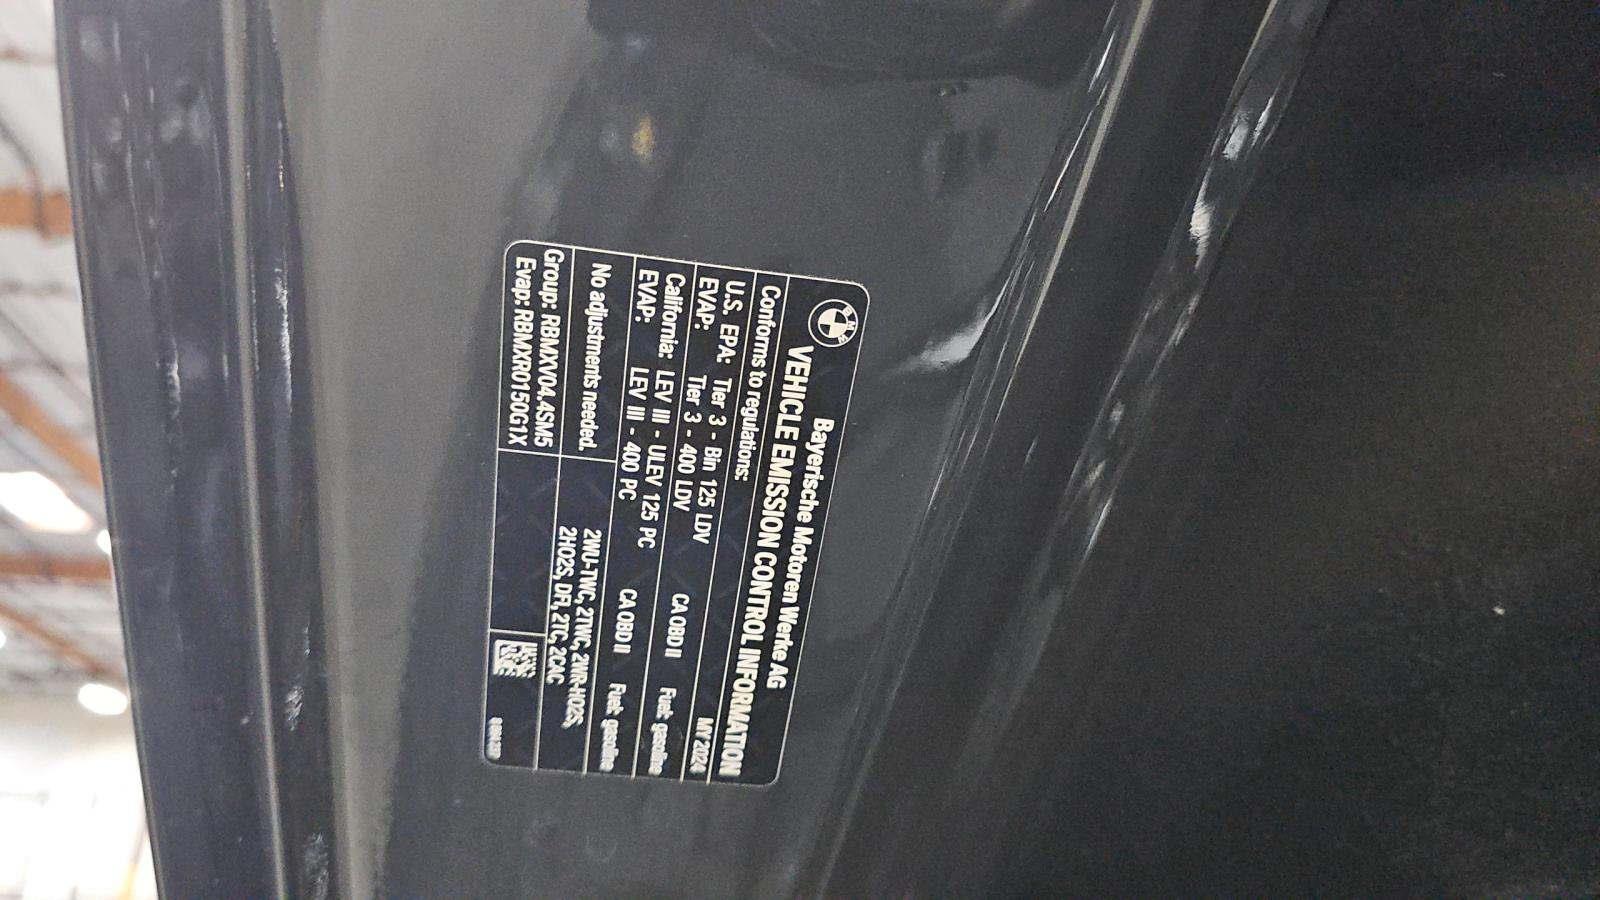 BMW
Bayerische Motoren Werke AG
VEHICLE EMISSION CONTROL INFORMATION
Conforms to regulations: MY 2024
U.S. EPA: Tier 3 - Bin 125 LDV CA OBD II Fuel: gasoline
EVAP: Tier 3 - 400 LDV
California: LEV III - ULEV 125 PC CA OBD II Fuel: gasoline
EVAP: LEV III - 400 PC
No adjustments needed.
2WU-TWC, 2TWC, 2WR-HO2S,
2HO2S, DFI, 2TC, 2CAC
Group: RBMXV04.4SM5
Evap: RBMXR0150G1X